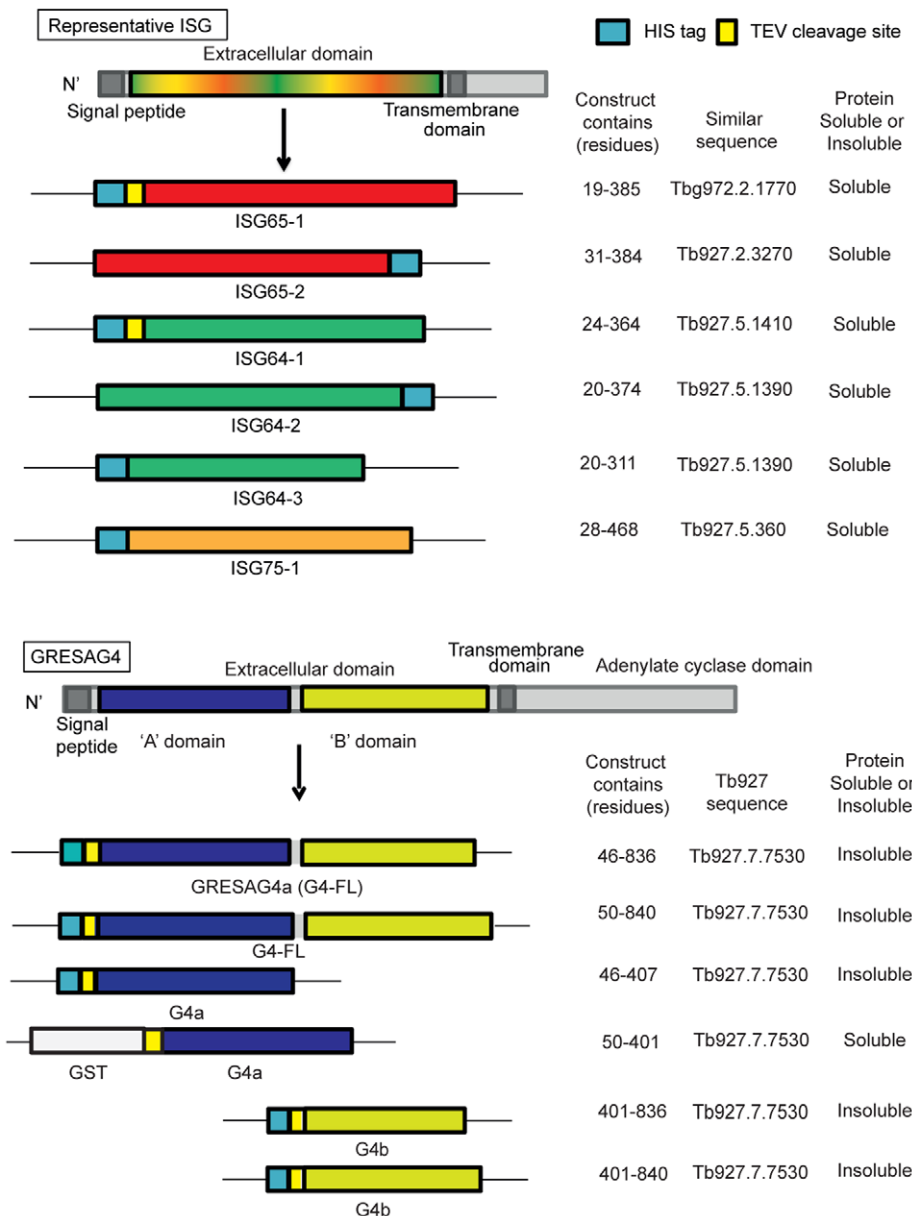 Representative ISG
HIS tag TEV cleavage site
Extracellular domain
N'
Signal peptide
Transmembrane
domain
Construct
contains
(residues)
Similar
sequence
Protein
Soluble or
Insoluble
ISG65-1 19-385 Tbg972.2.1770 Soluble
ISG65-2 31-384 Tb927.2.3270 Soluble
ISG64-1 24-364 Tb927.5.1410 Soluble
ISG64-2 20-374 Tb927.5.1390 Soluble
ISG64-3 20-311 Tb927.5.1390 Soluble
ISG75-1 28-468 Tb927.5.360 Soluble
GRESAG4
Extracellular domain
Transmembrane
domain
Adenylate cyclase domain
N'
Signal
peptide
'A' domain 'B' domain
Construct
contains
(residues)
Tb927
sequence
Protein
Soluble or
Insoluble
GRESAG4a (G4-FL) 46-836 Tb927.7.7530 Insoluble
G4-FL 50-840 Tb927.7.7530 Insoluble
G4a 46-407 Tb927.7.7530 Insoluble
GST G4a 50-401 Tb927.7.7530 Soluble
G4b 401-836 Tb927.7.7530 Insoluble
G4b 401-840 Tb927.7.7530 Insoluble